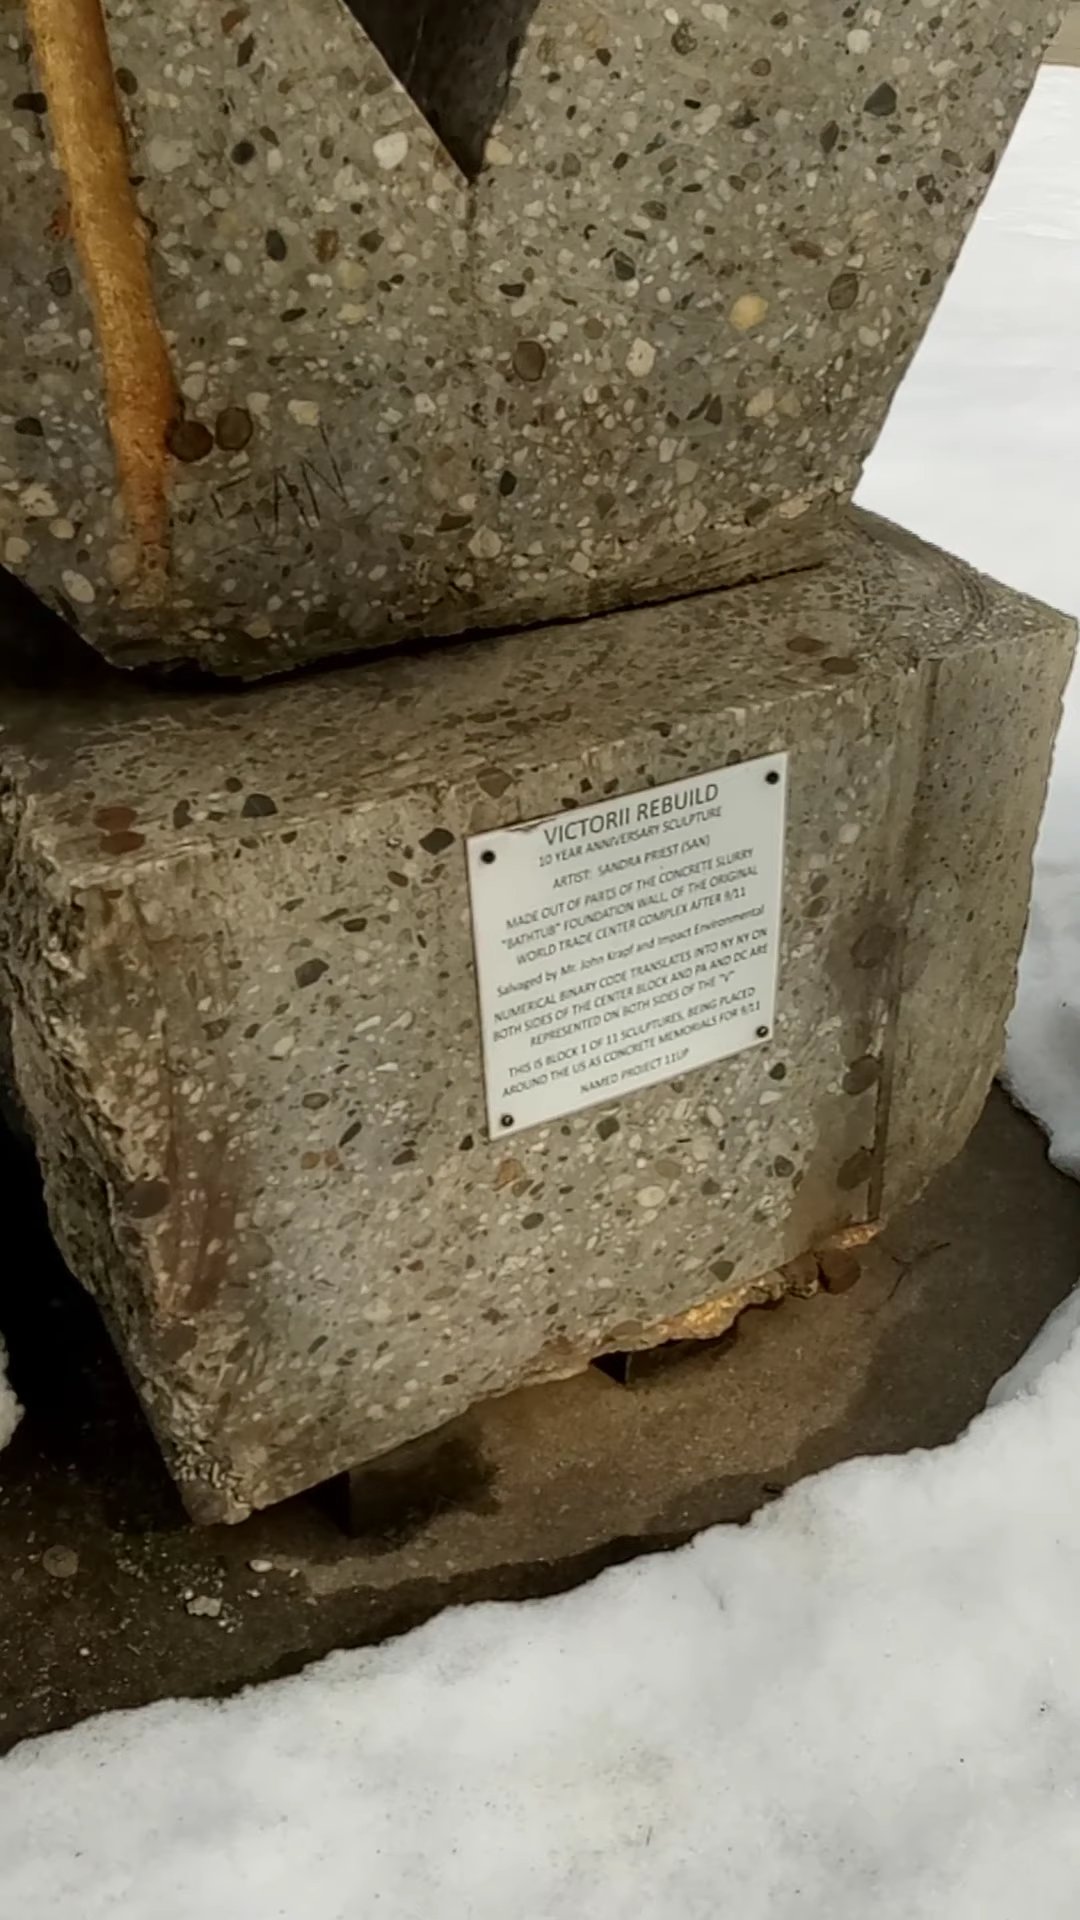 SAN
VICTORII REBUILD
10 YEAR ANNIVERSARY SCULPTURE
ARTIST: SANDRA PRIEST (SAN)
MADE OUT OF PARTS OF THE CONCRETE SLURRY
"BATHTUB" FOUNDATION WALL, OF THE ORIGINAL
WORLD TRADE CENTER COMPLEX AFTER 9/11
Salvaged by Mr. John Krapf and Impact Environmental
NUMERICAL BINARY CODE TRANSLATES INTO NY NY ON
BOTH SIDES OF THE CENTER BLOCK AND PA AND DC ARE
REPRESENTED ON BOTH SIDES OF THE "V"
THIS IS BLOCK 1 OF 11 SCULPTURES, BEING PLACED
AROUND THE US AS CONCRETE MEMORIALS FOR 9/11
NAMED PROJECT 11UP